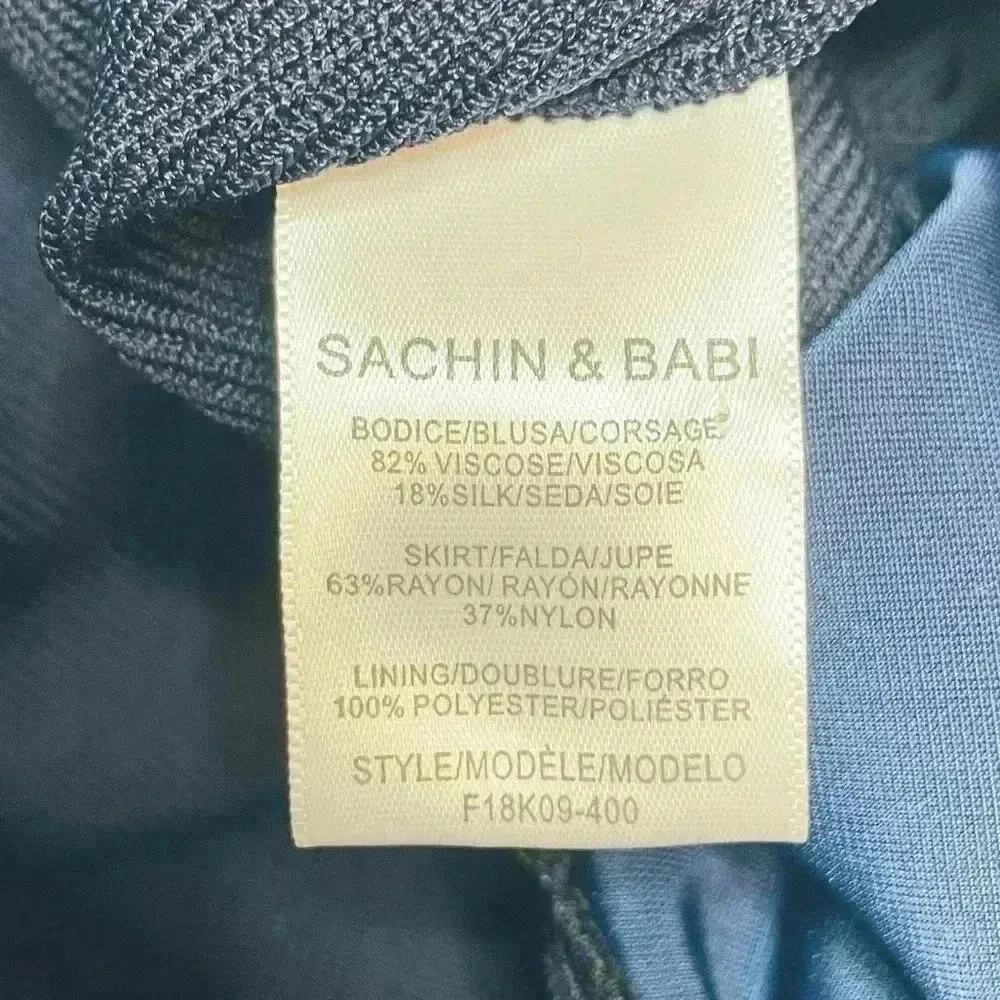 SACHIN & BABI
BODICE/BLUSA/CORSAGE
82% VISCOSE/VISCOSA
18%SILK/SEDA/SOIE
SKIRT/FALDA/JUPE
63%RAYON/ RAYÓN/RAYONNE
37%NYLON
LINING/DOUBLURE/FORRO
100% POLYESTER/POLIÉSTER
STYLE/MODÈLE/MODELO
F18K09-400